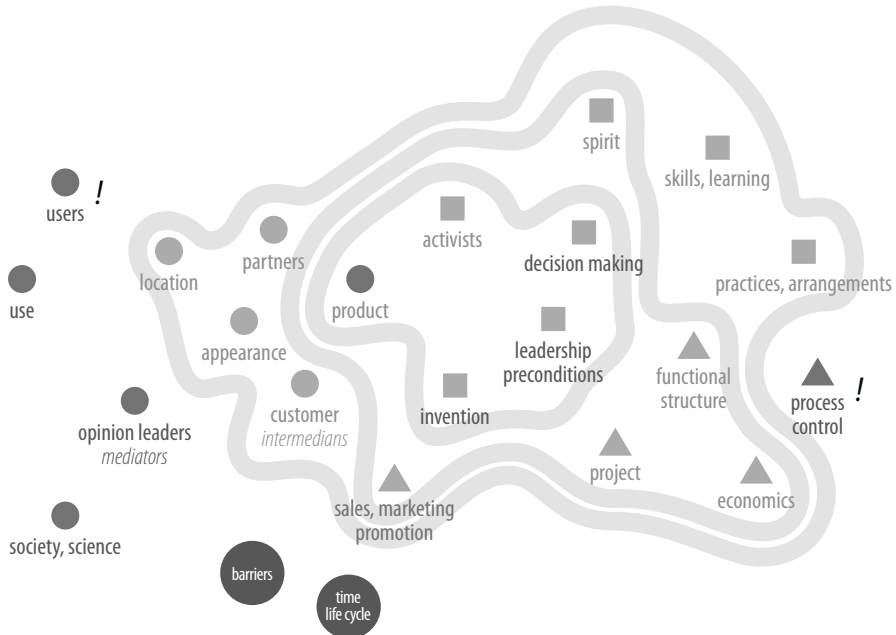 spirit
skills, learning
!
users
activists
partners
decision making
location
practices, arrangements
use
product
appearance
leadership
preconditions
functional
structure
customer
intermedians
invention
!
process
control
opinion leaders
mediators
project
economics
sales, marketing
promotion
society, science
barriers
time
life cycle